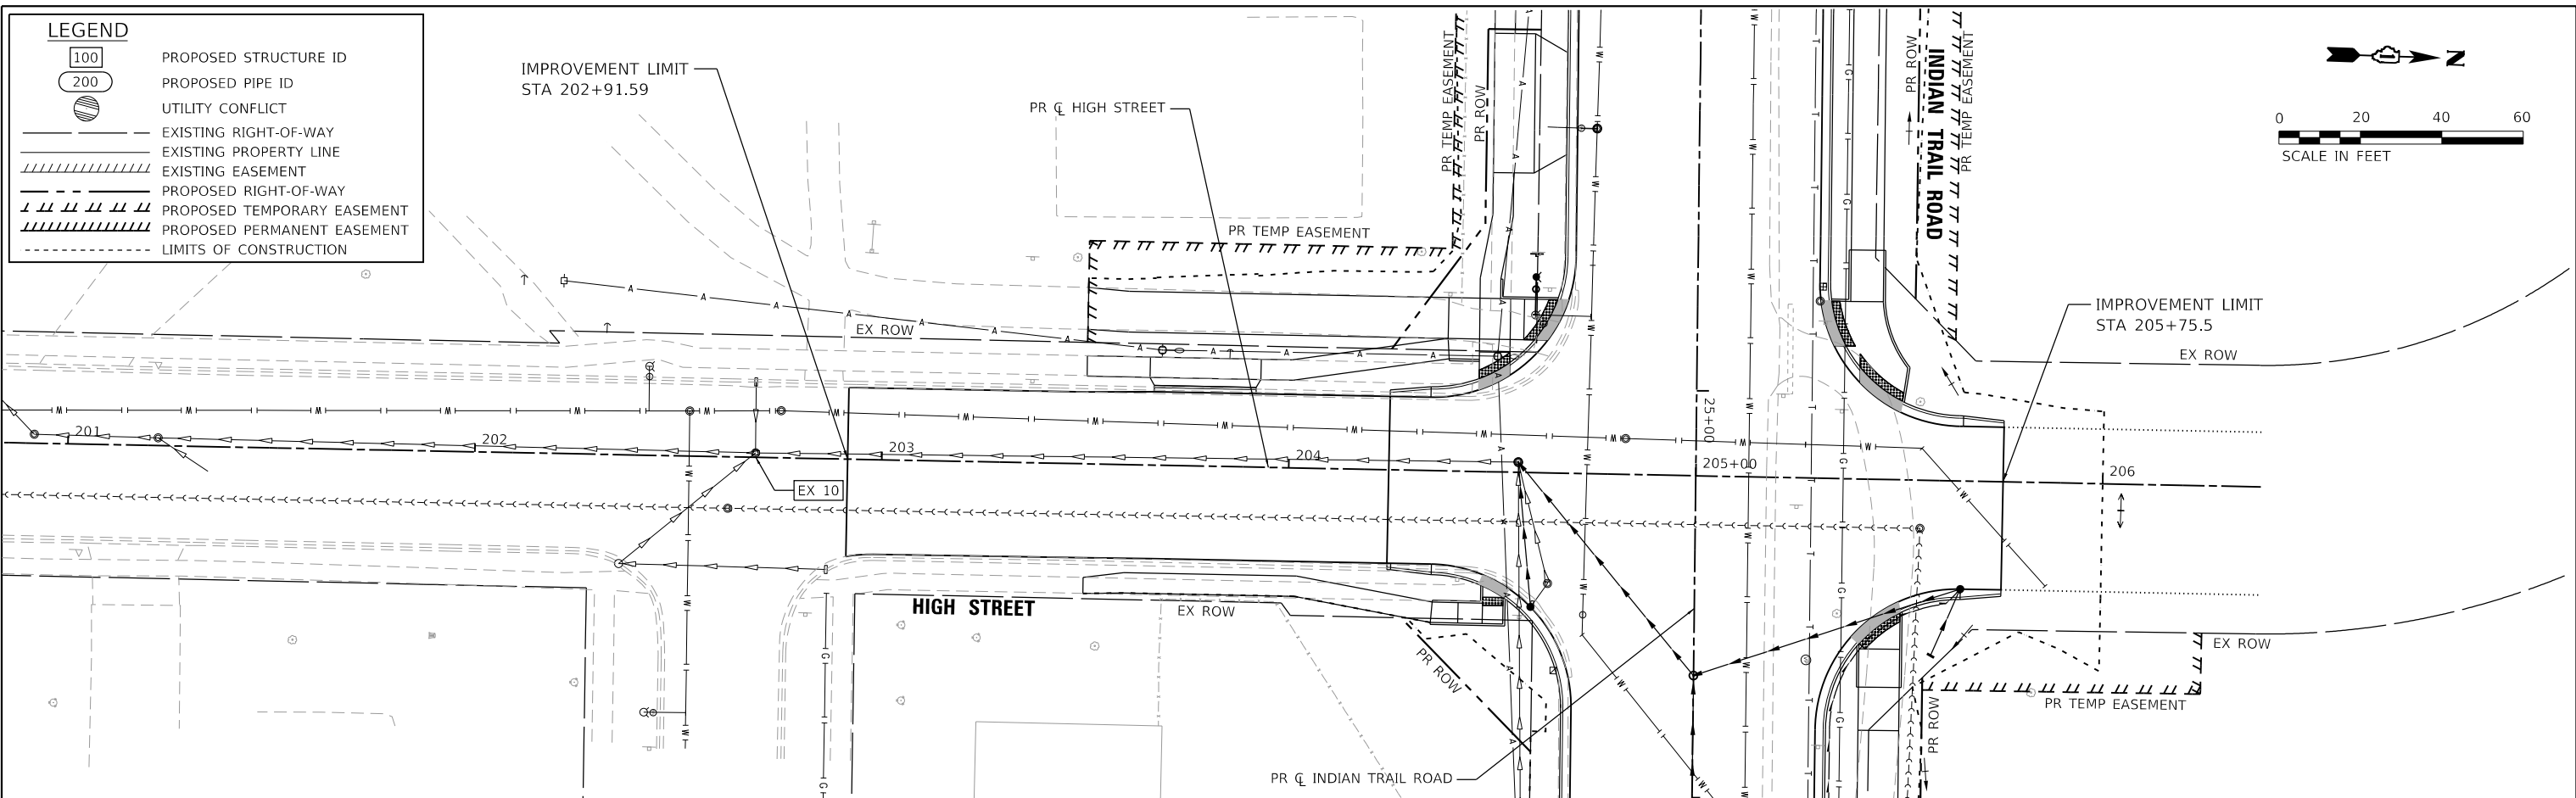 LEGEND
100 PROPOSED STRUCTURE ID
200 PROPOSED PIPE ID
UTILITY CONFLICT
EXISTING RIGHT-OF-WAY
EXISTING PROPERTY LINE
EXISTING EASEMENT
PROPOSED RIGHT-OF-WAY
PROPOSED TEMPORARY EASEMENT
PROPOSED PERMANENT EASEMENT
LIMITS OF CONSTRUCTION
IMPROVEMENT LIMIT
STA 202+91.59
PR ℄ HIGH STREET
PR TEMP EASEMENT
PR ROW
PR TEMP EASEMENT
PR ROW
INDIAN TRAIL ROAD
PR TEMP EASEMENT
N
0 20 40 60
SCALE IN FEET
IMPROVEMENT LIMIT
STA 205+75.5
EX ROW
EX ROW
201
202
203
204
25+00
205+00
206
EX 10
HIGH STREET
EX ROW
PR ROW
EX ROW
PR TEMP EASEMENT
PR ROW
PR ℄ INDIAN TRAIL ROAD